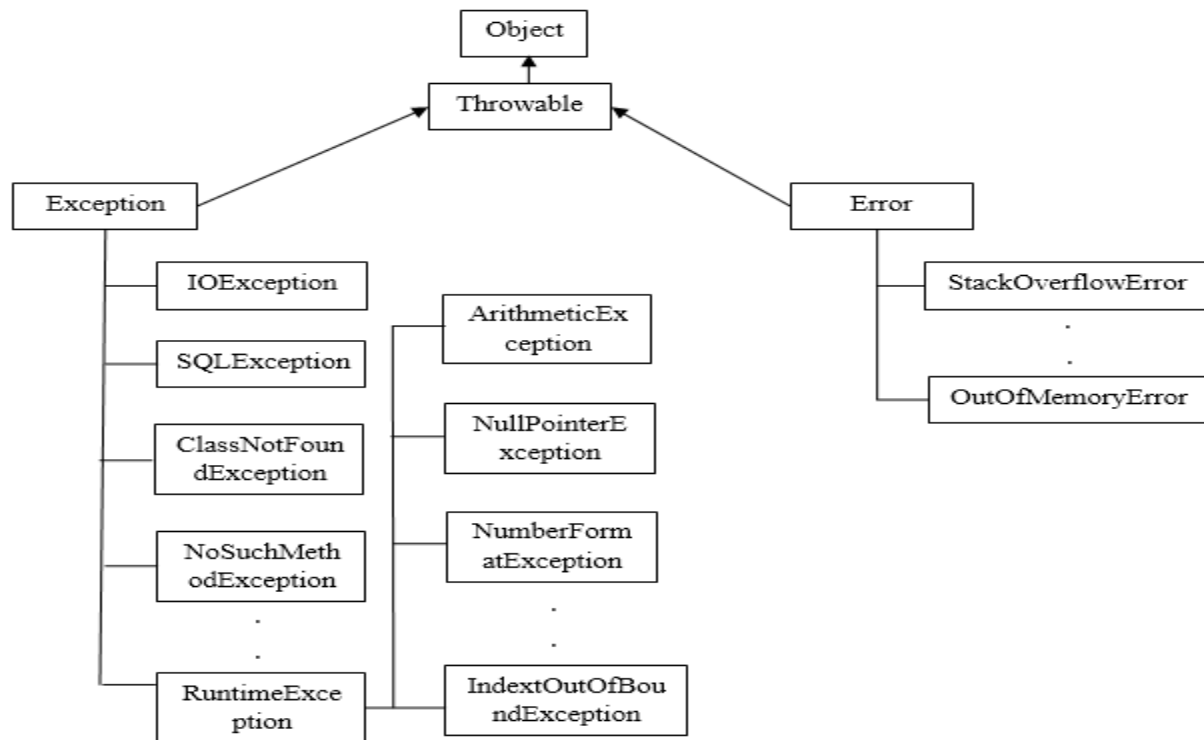 Object
Throwable
Exception
Error
IOException
SQLException
ClassNotFoun
dException
NoSuchMeth
odException
.
.
RuntimeExce
ption
ArithmeticEx
ception
NullPointerE
xception
NumberForm
atException
.
.
IndextOutOfBou
ndException
StackOverflowError
.
.
OutOfMemoryError